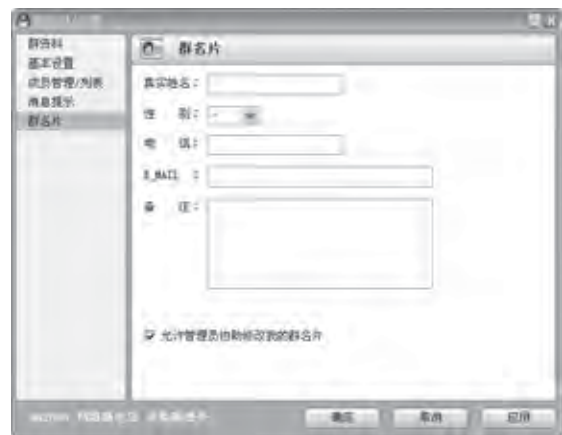 群资料
基本设置
成员管理/列表
消息提示
群名片
群名片
真实姓名：
性 别： -
电 话：
E_MAIL ：
备 注：
允许管理员协助修改我的群名片
确定
取消
应用